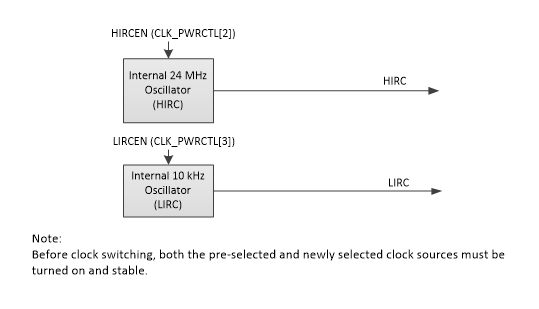 HIRCEN (CLK_PWRCTL[2])
Internal 24 MHz
Oscillator
(HIRC)
HIRC
LIRCEN (CLK_PWRCTL[3])
Internal 10 kHz
Oscillator
(LIRC)
LIRC
Note:
Before clock switching, both the pre-selected and newly selected clock sources must be
turned on and stable.